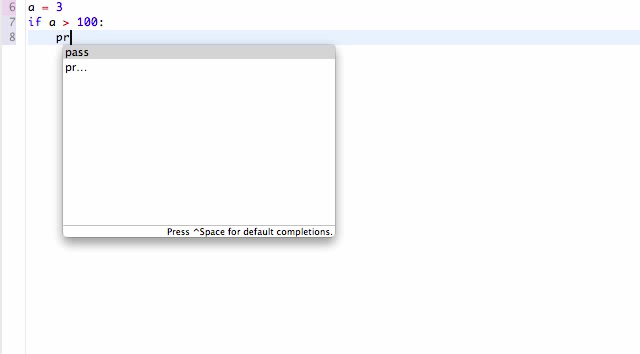 6 a = 3
7 if a > 100:
8     pr
pass
pr...
Press ^Space for default completions.